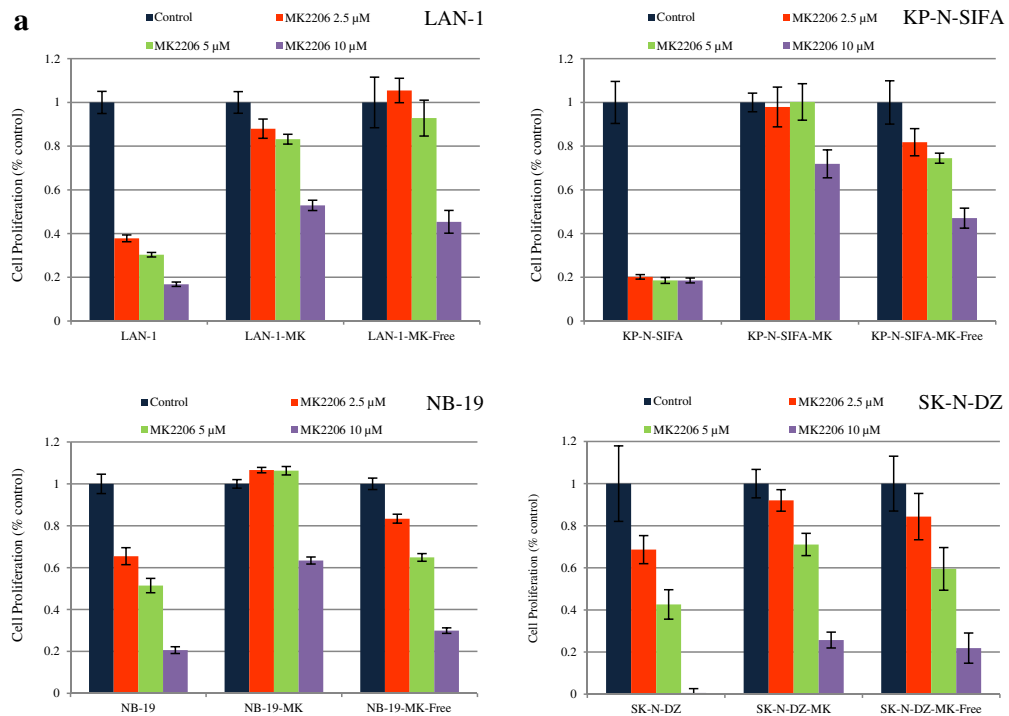 a
LAN-1
Control
MK2206 2.5 µM
MK2206 5 µM
MK2206 10 µM
Cell Proliferation (% control)
1.2
1
0.8
0.6
0.4
0.2
0
LAN-1
LAN-1-MK
LAN-1-MK-Free
KP-N-SIFA
Control
MK2206 2.5 µM
MK2206 5 µM
MK2206 10 µM
Cell Proliferation (% control)
1.2
1
0.8
0.6
0.4
0.2
0
KP-N-SIFA
KP-N-SIFA-MK
KP-N-SIFA-MK-Free
NB-19
Control
MK2206 2.5 µM
MK2206 5 µM
MK2206 10 µM
Cell Proliferation (% control)
1.2
1
0.8
0.6
0.4
0.2
0
NB-19
NB-19-MK
NB-19-MK-Free
SK-N-DZ
Control
MK2206 2.5 µM
MK2206 5 µM
MK2206 10 µM
Cell Proliferation (% control)
1.2
1
0.8
0.6
0.4
0.2
0
SK-N-DZ
SK-N-DZ-MK
SK-N-DZ-MK-Free